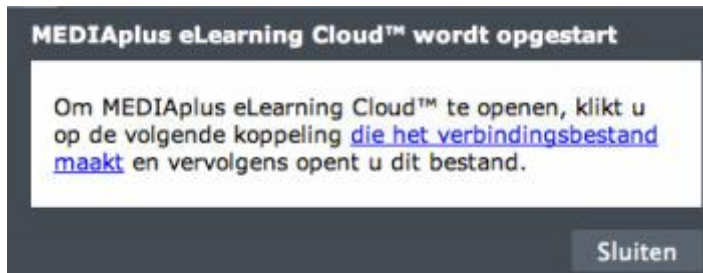 MEDIAplus eLearning Cloud™ wordt opgestart
Om MEDIAplus eLearning Cloud™ te openen, klikt u
op de volgende koppeling die het verbindingsbestand
maakt en vervolgens opent u dit bestand.
Sluiten